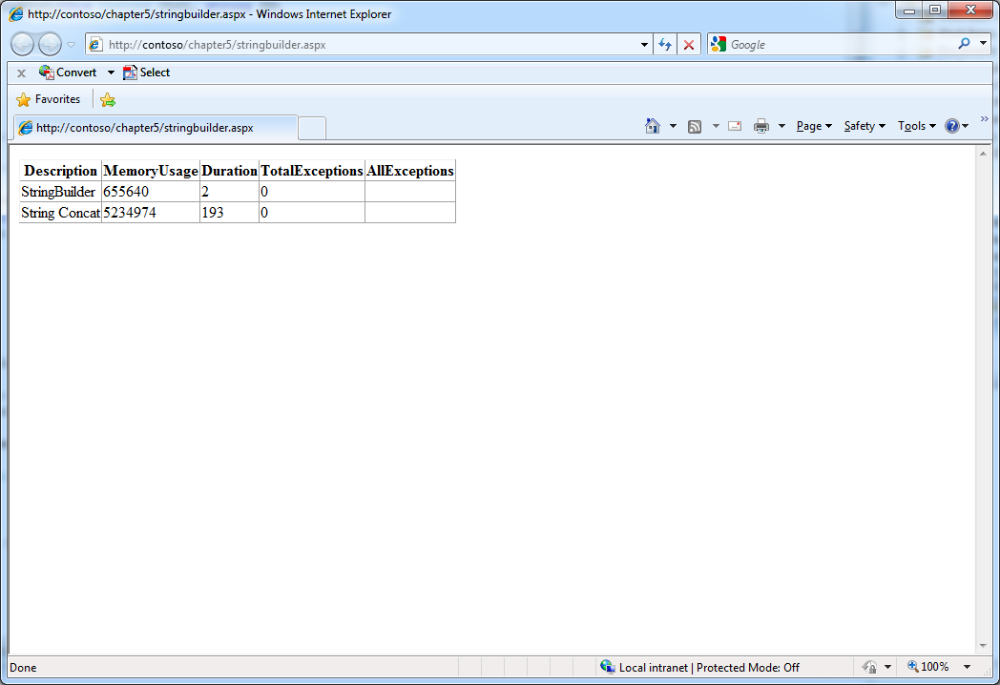 http://contoso/chapter5/stringbuilder.aspx - Windows Internet Explorer
http://contoso/chapter5/stringbuilder.aspx Google
x Convert Select
Favorites
http://contoso/chapter5/stringbuilder.aspx Page Safety Tools »
Description MemoryUsage Duration TotalExceptions AllExceptions
StringBuilder 655640 2 0
String Concat 5234974 193 0
Done Local intranet | Protected Mode: Off 100%